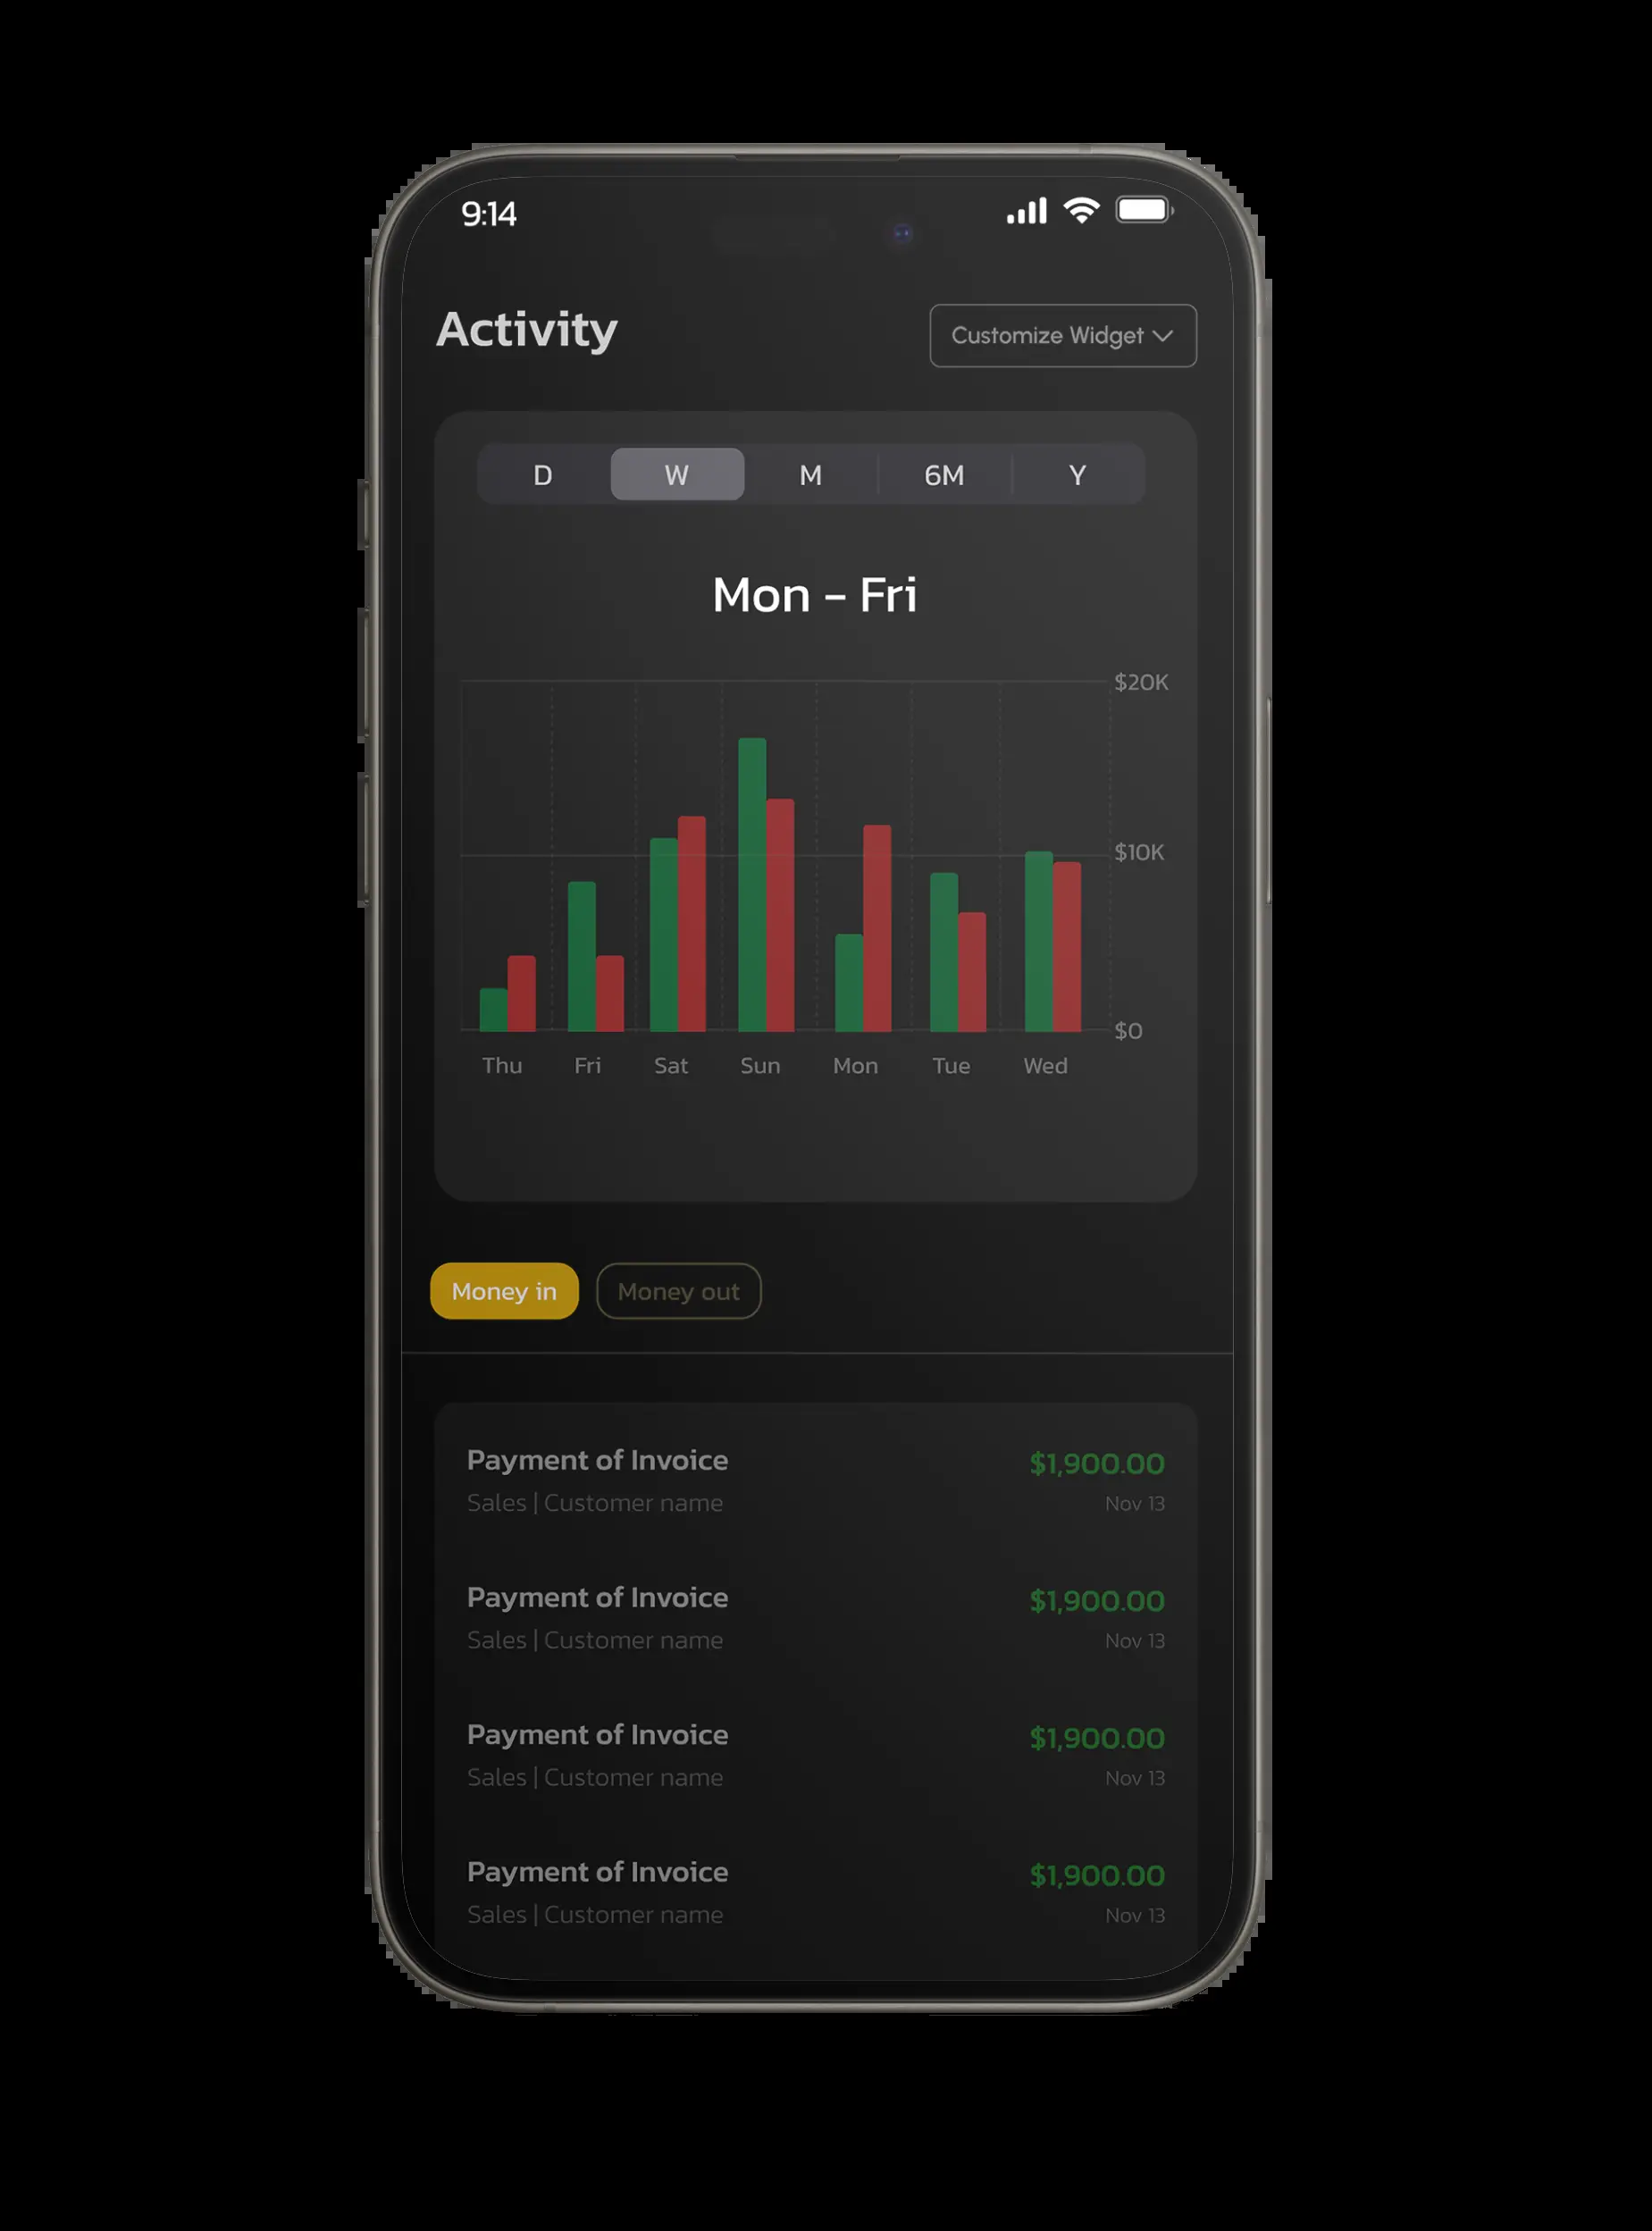 9:14
Activity
Customize Widget
D W M 6M Y
Mon – Fri
$20K
$10K
$0
Thu Fri Sat Sun Mon Tue Wed
Money in Money out
Payment of Invoice $1,900.00
Sales | Customer name Nov 13
Payment of Invoice $1,900.00
Sales | Customer name Nov 13
Payment of Invoice $1,900.00
Sales | Customer name Nov 13
Payment of Invoice $1,900.00
Sales | Customer name Nov 13